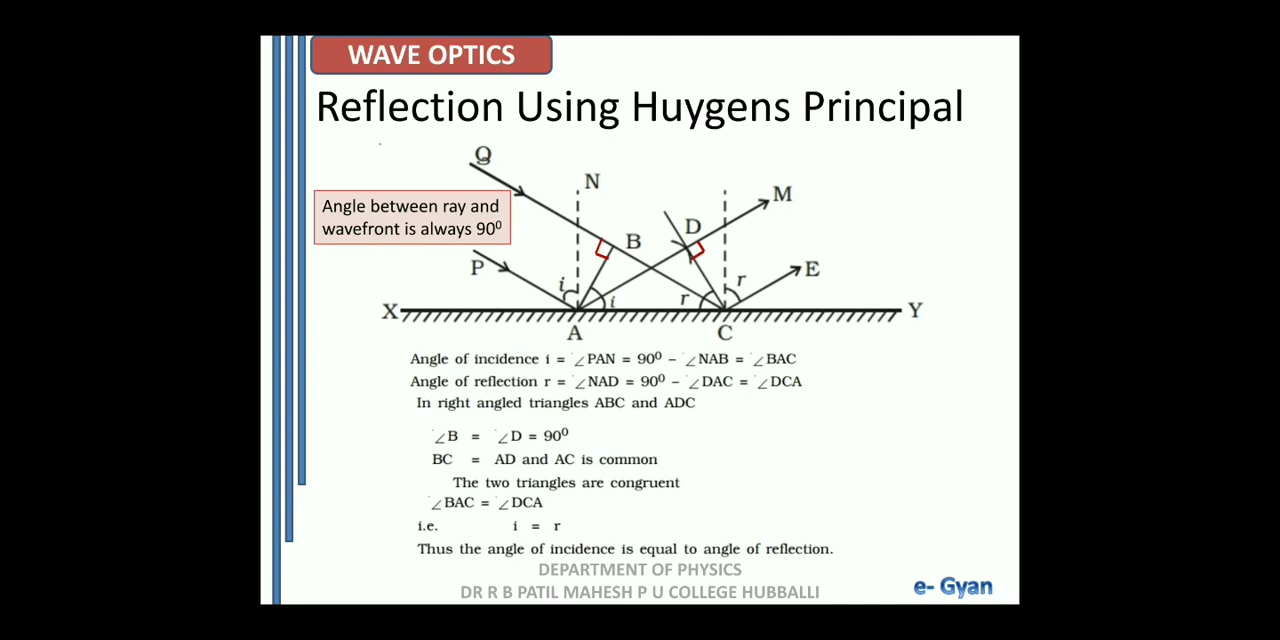 WAVE OPTICS
Reflection Using Huygens Principal
Q
N
M
Angle between ray and
wavefront is always 90⁰
B
D
P
E
i
i
r
r
X
Y
A
C
Angle of incidence i = ∠PAN = 90⁰ - ∠NAB = ∠BAC
Angle of reflection r = ∠NAD = 90⁰ - ∠DAC = ∠DCA
In right angled triangles ABC and ADC
∠B = ∠D = 90⁰
BC = AD and AC is common
The two triangles are congruent
∠BAC = ∠DCA
i.e. i = r
Thus the angle of incidence is equal to angle of reflection.
DEPARTMENT OF PHYSICS
DR R B PATIL MAHESH P U COLLEGE HUBBALLI
e- Gyan